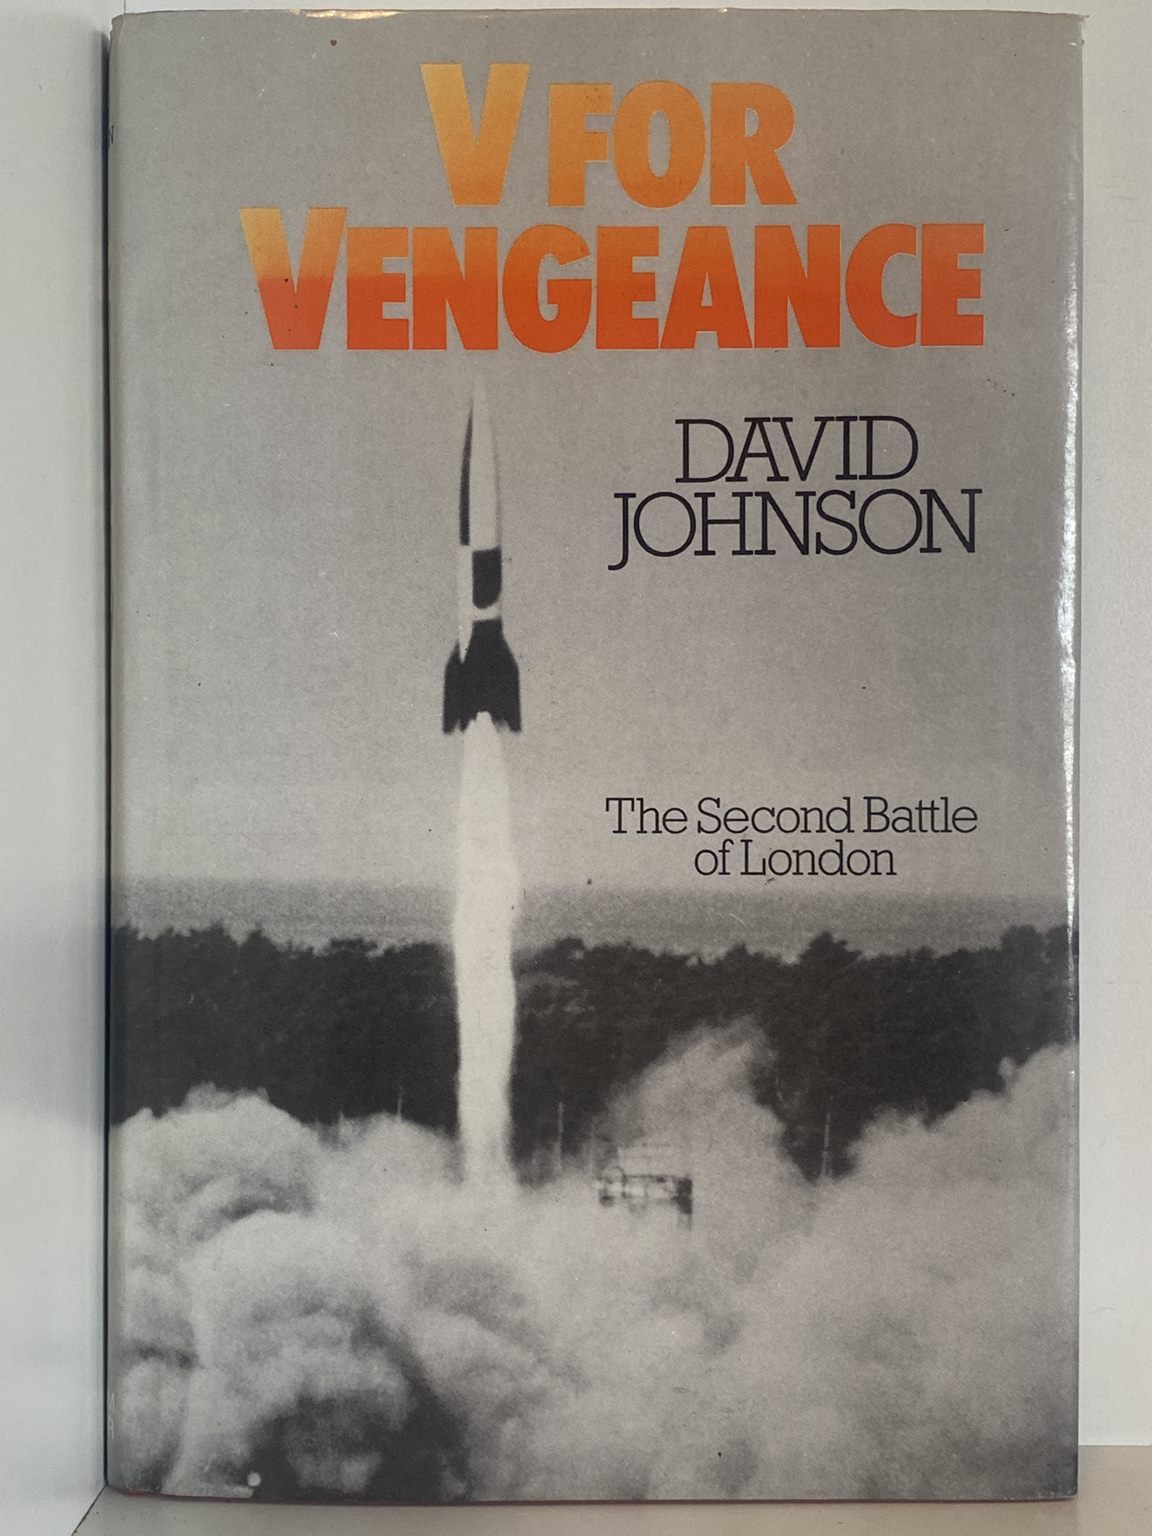 V FOR
VENGEANCE
DAVID
JOHNSON
The Second Battle
of London